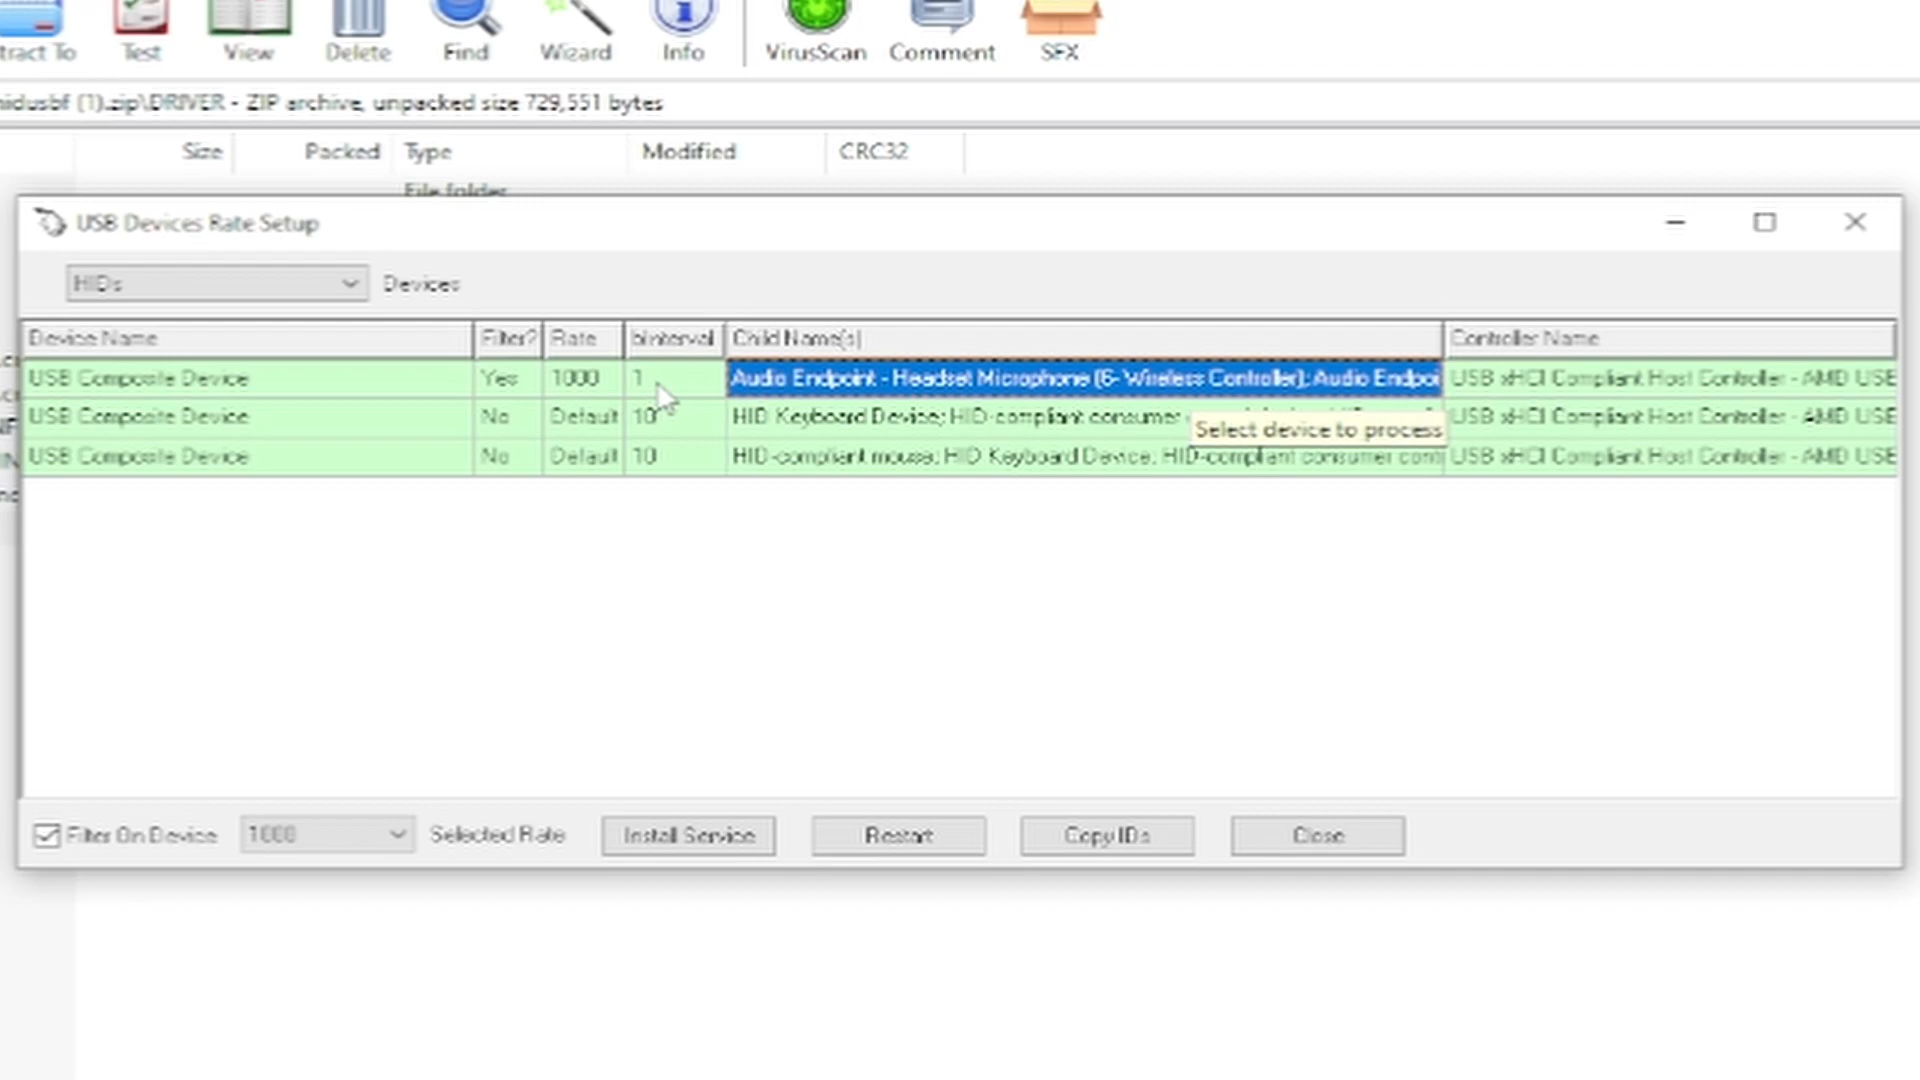 tract To Test View Delete Find Wizard Info VirusScan Comment SFX
hidusbf (1).zip\DRIVER - ZIP archive, unpacked size 729,551 bytes
Size Packed Type Modified CRC32
File folder
USB Devices Rate Setup
HIDs Devices
Device Name Filter? Rate bInterval Child Name(s) Controller Name
USB Composite Device Yes 1000 1 Audio Endpoint - Headset Microphone (6- Wireless Controller); Audio Endpoi USB xHCI Compliant Host Controller - AMD USB
USB Composite Device No Default 10 HID Keyboard Device; HID-compliant consumer USB xHCI Compliant Host Controller - AMD USB
Select device to process
USB Composite Device No Default 10 HID-compliant mouse; HID Keyboard Device; HID-compliant consumer cont USB xHCI Compliant Host Controller - AMD USB
Filter On Device 1000 Selected Rate Install Service Restart Copy IDs Close